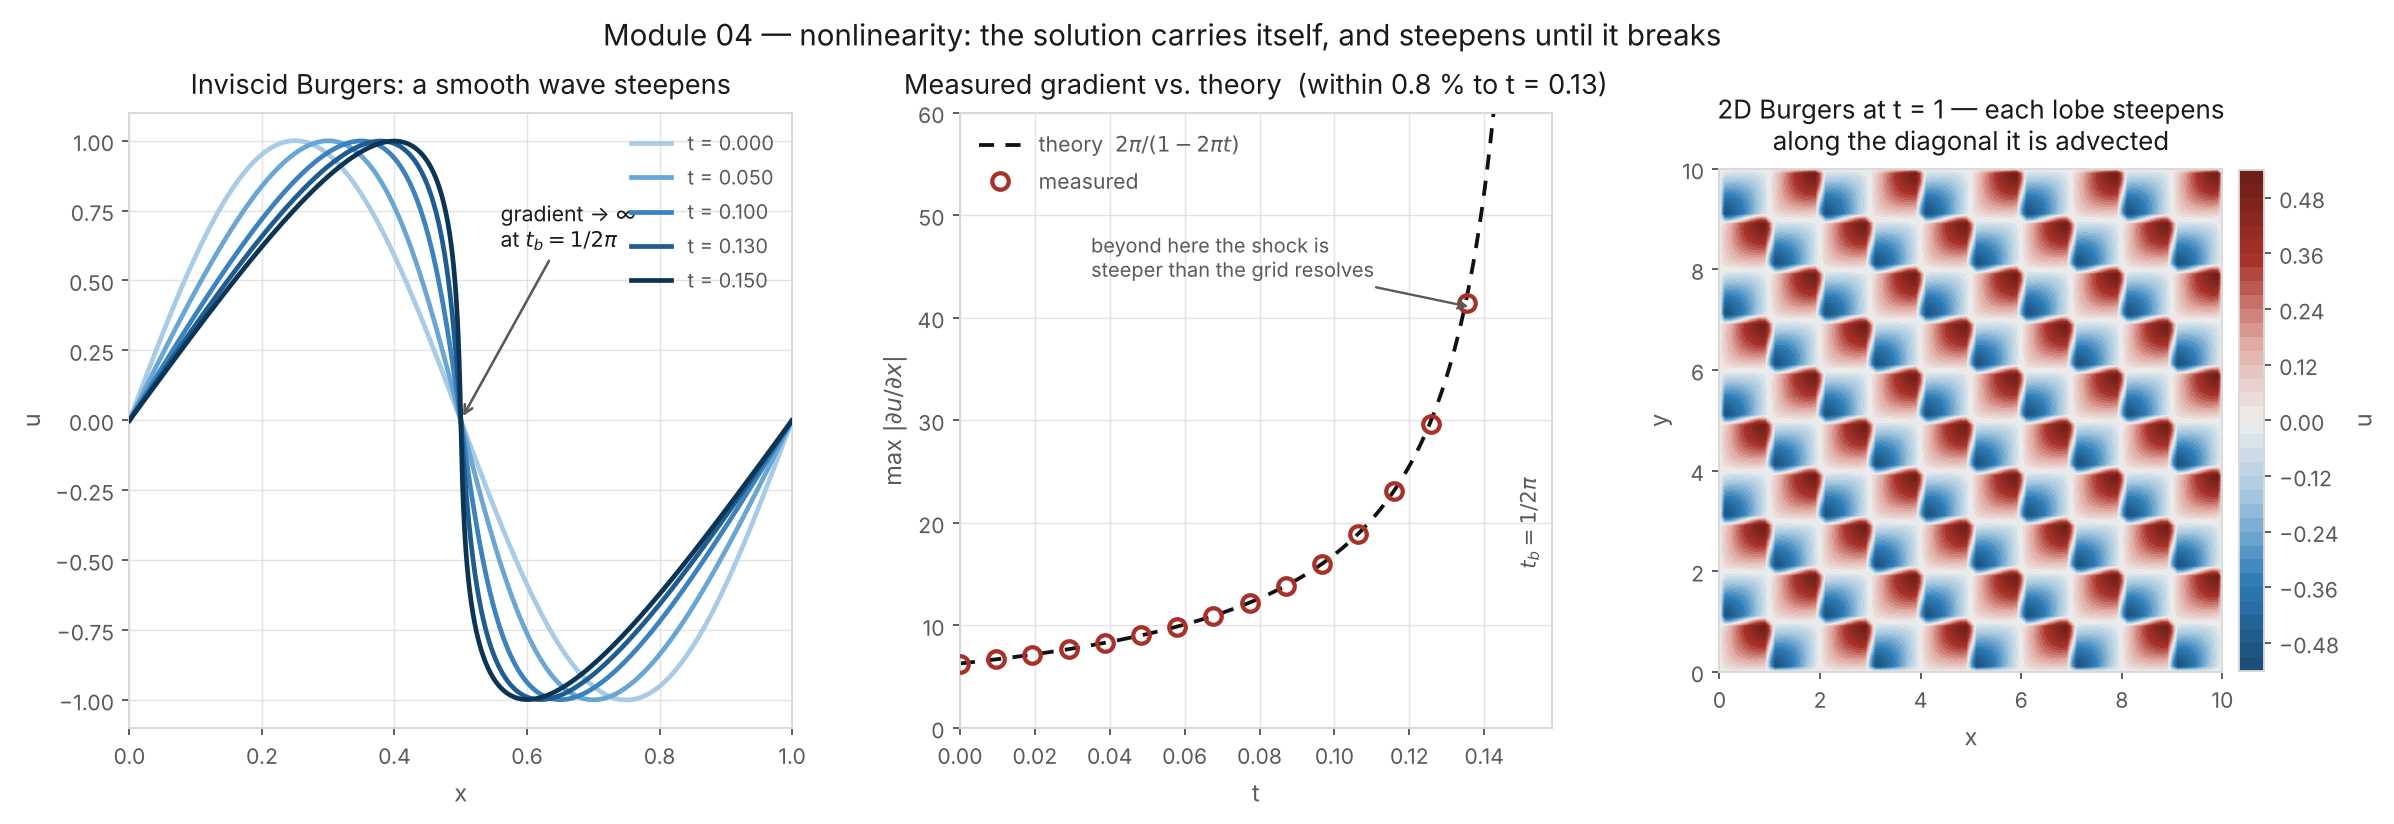 Module 04 — nonlinearity: the solution carries itself, and steepens until it breaks
Inviscid Burgers: a smooth wave steepens
1.00
0.75
0.50
0.25
0.00
−0.25
−0.50
−0.75
−1.00
u
0.0 0.2 0.4 0.6 0.8 1.0
x
t = 0.000
t = 0.050
t = 0.100
t = 0.130
t = 0.150
gradient → ∞
at t_b = 1/2π
Measured gradient vs. theory (within 0.8 % to t = 0.13)
60
50
40
30
20
10
0
max |∂u/∂x|
0.00 0.02 0.04 0.06 0.08 0.10 0.12 0.14
t
theory 2π/(1 − 2πt)
measured
beyond here the shock is
steeper than the grid resolves
t_b = 1/2π
2D Burgers at t = 1 — each lobe steepens
along the diagonal it is advected
10
8
6
4
2
0
y
0 2 4 6 8 10
x
0.48
0.36
0.24
0.12
0.00
−0.12
−0.24
−0.36
−0.48
u